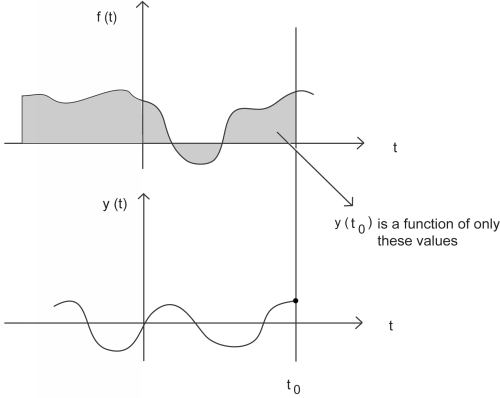 f (t)
t
y (t)
y ( t 0 ) is a function of only
these values
t
t 0